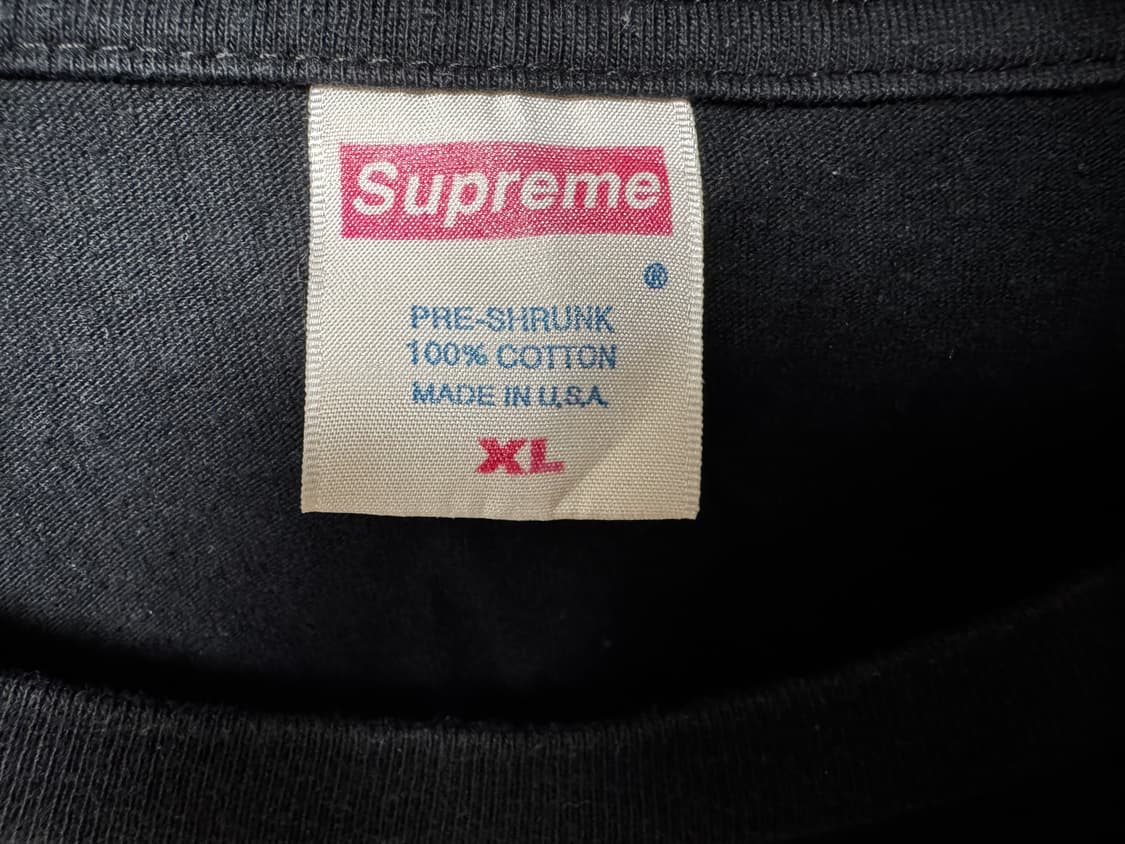 Supreme
®
PRE-SHRUNK
100% COTTON
MADE IN U.S.A.
XL